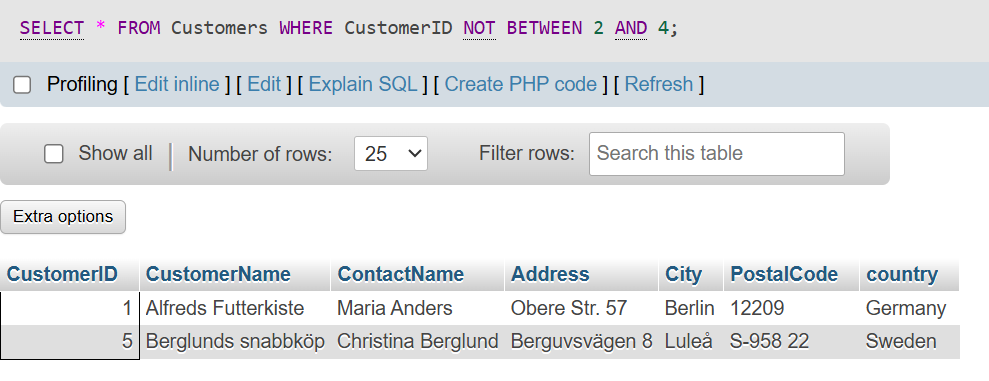 SELECT * FROM Customers WHERE CustomerID NOT BETWEEN 2 AND 4;
Profiling [ Edit inline ] [ Edit ] [ Explain SQL ] [ Create PHP code ] [ Refresh ]
Show all | Number of rows: 25 Filter rows: Search this table
Extra options
CustomerID CustomerName ContactName Address City PostalCode country
1 Alfreds Futterkiste Maria Anders Obere Str. 57 Berlin 12209 Germany
5 Berglunds snabbköp Christina Berglund Berguvsvägen 8 Luleå S-958 22 Sweden